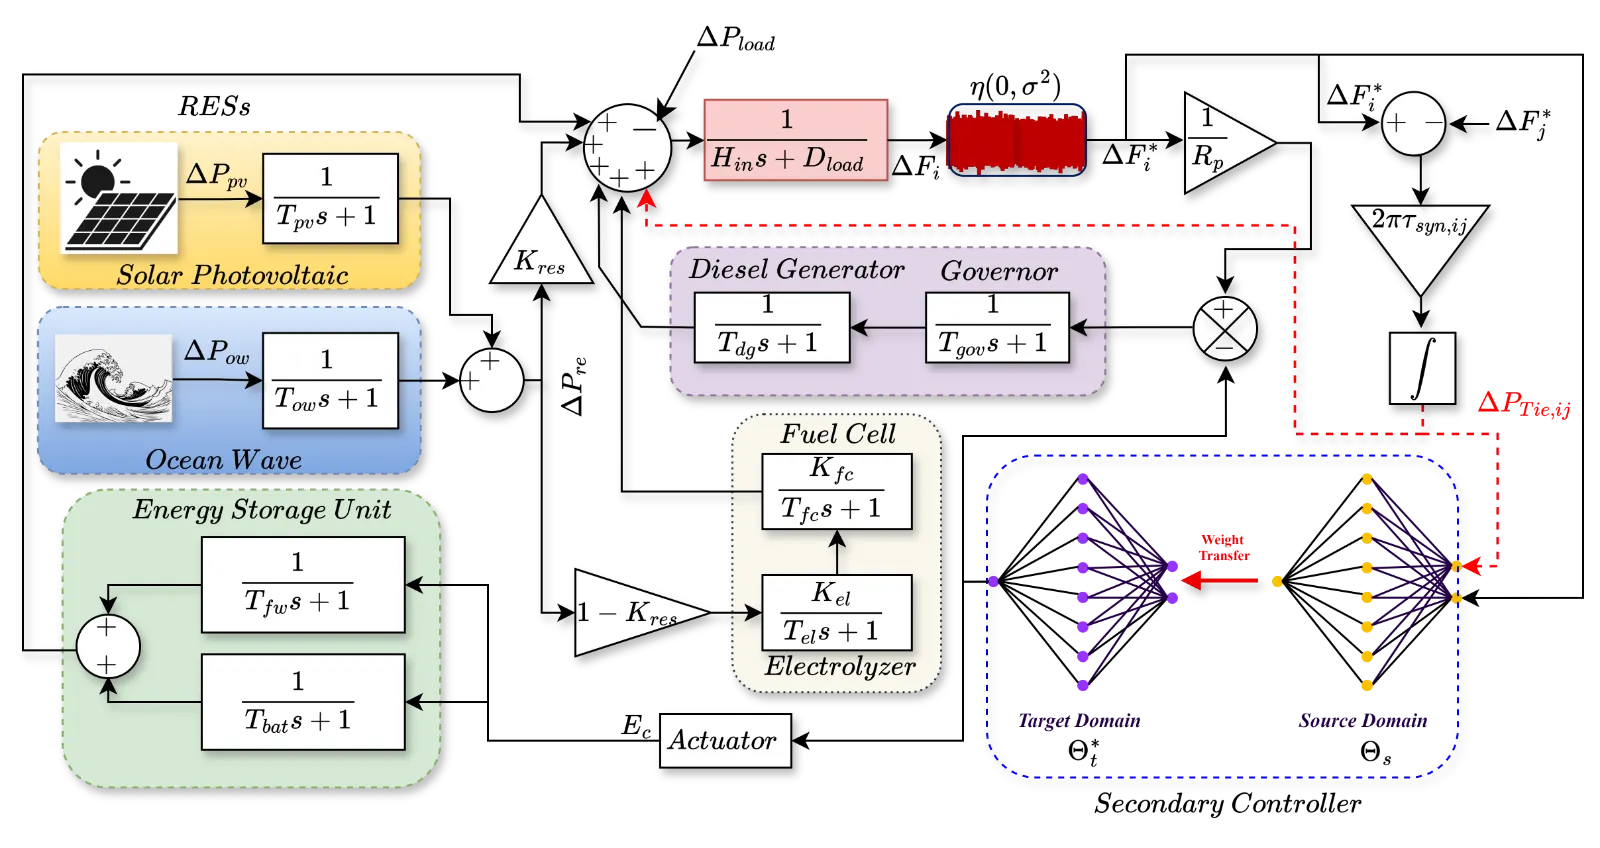 ΔP_load
RESs
η(0, σ²)
ΔF_i^*
ΔF_j^*
+ −
+
+
+
+
+
−
1
H_in s + D_load
ΔF_i
ΔF_i^*
1
R_p
ΔP_pv
1
T_pv s + 1
Solar Photovoltaic
2πτ_syn,ij
K_res
Diesel Generator
Governor
1
T_dg s + 1
1
T_gov s + 1
+
−
∫
ΔP_ow
1
T_ow s + 1
Ocean Wave
+
+
ΔP_re
ΔP_Tie,ij
Fuel Cell
K_fc
T_fc s + 1
Energy Storage Unit
1
T_fw s + 1
+
+
1
T_bat s + 1
1 − K_res
K_el
T_el s + 1
Electrolyzer
Weight
Transfer
Target Domain
Θ_t^*
Source Domain
Θ_s
E_c
Actuator
Secondary Controller